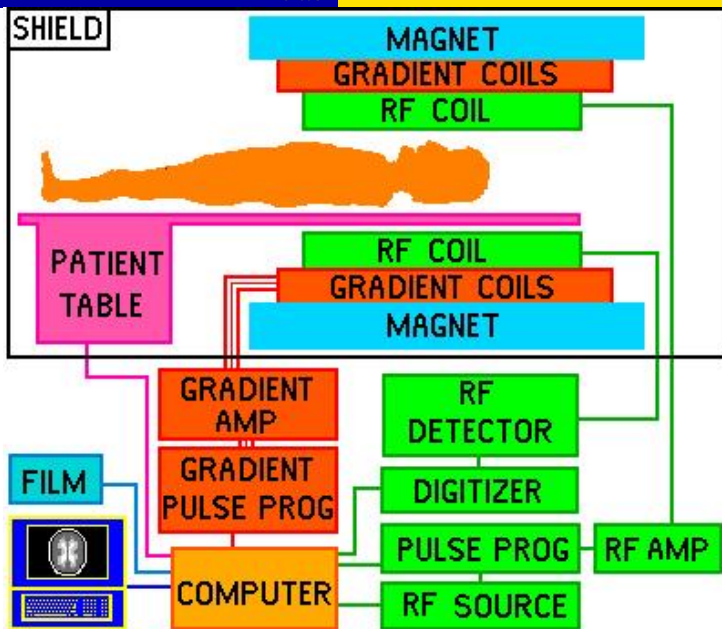 SHIELD
MAGNET
GRADIENT COILS
RF COIL
RF COIL
GRADIENT COILS
MAGNET
PATIENT
TABLE
GRADIENT
AMP
RF
DETECTOR
GRADIENT
PULSE PROG
FILM
DIGITIZER
PULSE PROG
RF AMP
COMPUTER
RF SOURCE